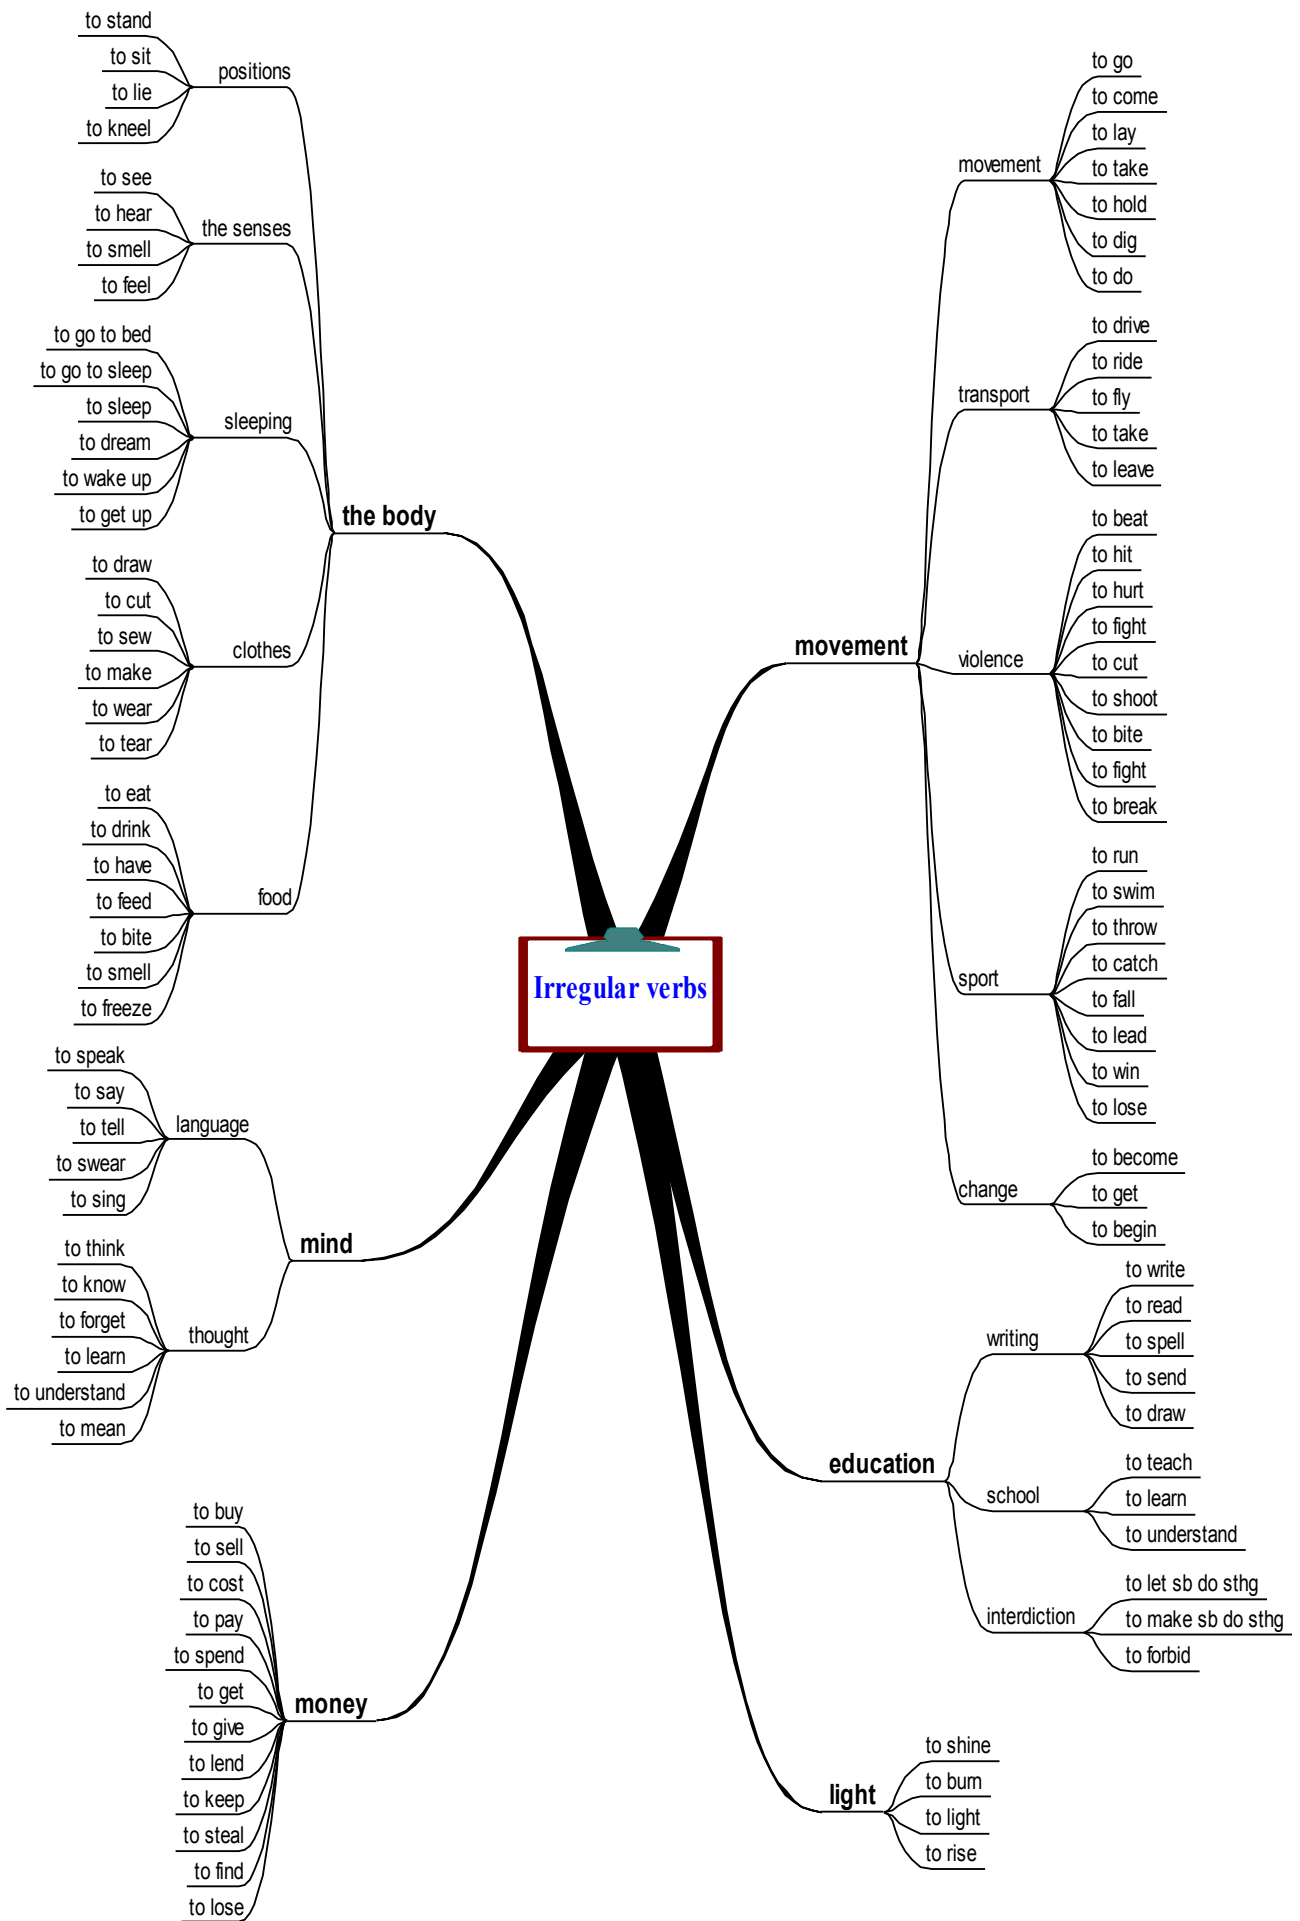 Irregular verbs
the body
positions
to stand
to sit
to lie
to kneel
the senses
to see
to hear
to smell
to feel
sleeping
to go to bed
to go to sleep
to sleep
to dream
to wake up
to get up
clothes
to draw
to cut
to sew
to make
to wear
to tear
food
to eat
to drink
to have
to feed
to bite
to smell
to freeze
mind
language
to speak
to say
to tell
to swear
to sing
thought
to think
to know
to forget
to learn
to understand
to mean
money
to buy
to sell
to cost
to pay
to spend
to get
to give
to lend
to keep
to steal
to find
to lose
movement
movement
to go
to come
to lay
to take
to hold
to dig
to do
transport
to drive
to ride
to fly
to take
to leave
violence
to beat
to hit
to hurt
to fight
to cut
to shoot
to bite
to fight
to break
sport
to run
to swim
to throw
to catch
to fall
to lead
to win
to lose
change
to become
to get
to begin
education
writing
to write
to read
to spell
to send
to draw
school
to teach
to learn
to understand
interdiction
to let sb do sthg
to make sb do sthg
to forbid
light
to shine
to burn
to light
to rise